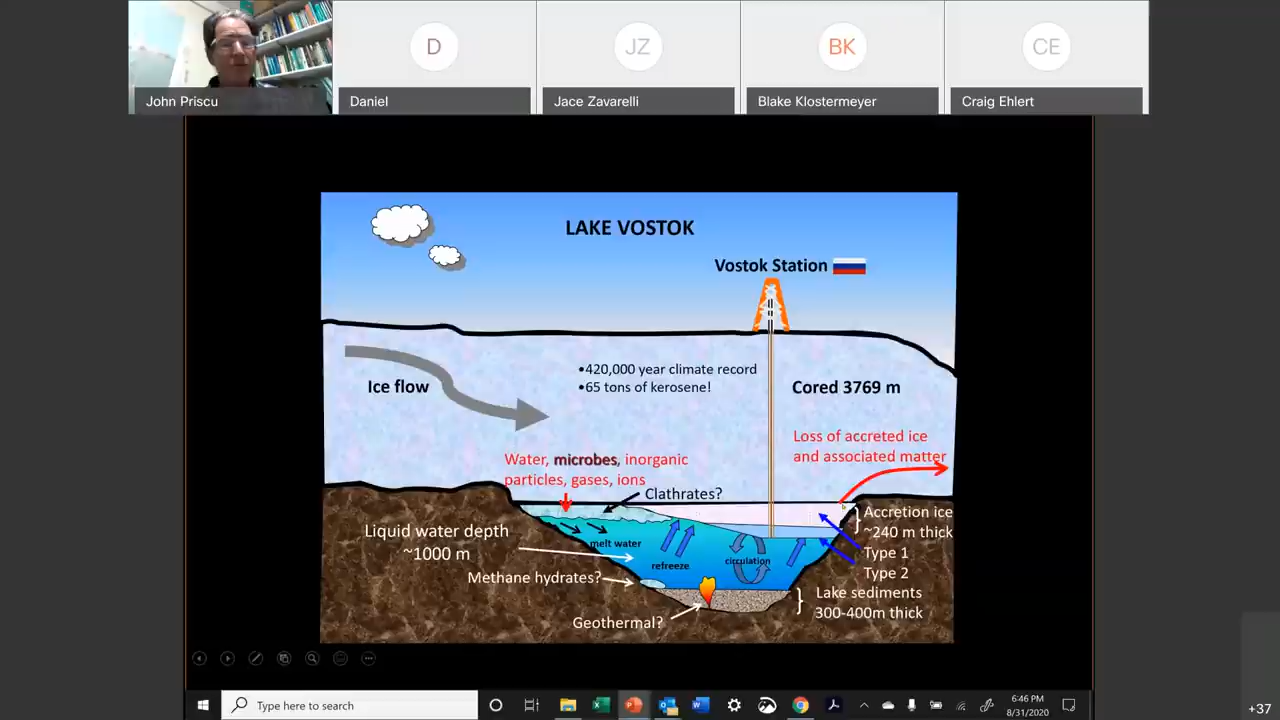 D
JZ
BK
CE
John Priscu
Daniel
Jace Zavarelli
Blake Klostermeyer
Craig Ehlert
LAKE VOSTOK
Vostok Station
•420,000 year climate record
•65 tons of kerosene!
Ice flow
Cored 3769 m
Loss of accreted ice
and associated matter
Water, microbes, inorganic
particles, gases, ions
Clathrates?
Liquid water depth
~1000 m
melt water
refreeze
circulation
Accretion ice
~240 m thick
Type 1
Type 2
Methane hydrates?
Geothermal?
Lake sediments
300-400m thick
Type here to search
6:46 PM
8/31/2020
+37